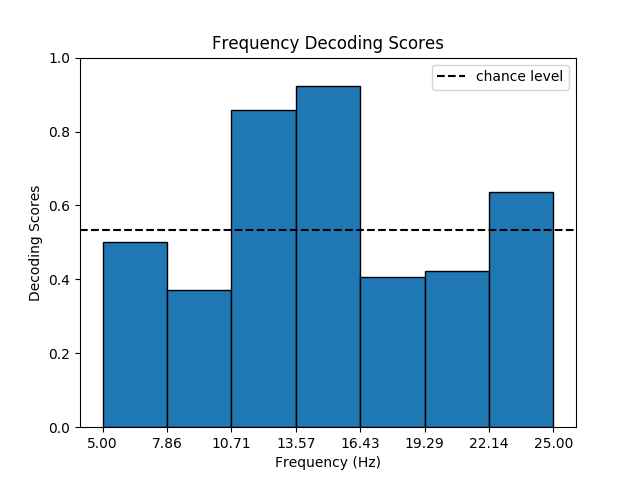 Frequency Decoding Scores
chance level
Decoding Scores
1.0
0.8
0.6
0.4
0.2
0.0
5.00 7.86 10.71 13.57 16.43 19.29 22.14 25.00
Frequency (Hz)